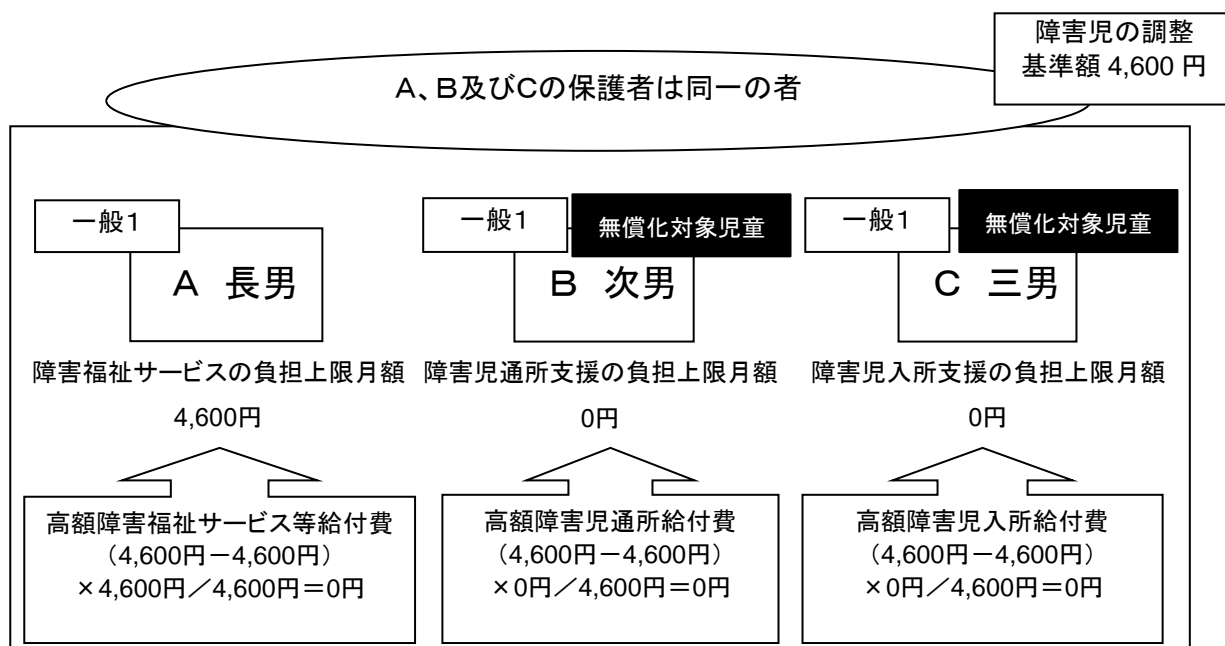 障害児の調整
基準額 4,600 円
A、B及びCの保護者は同一の者
一般1
A 長男
障害福祉サービスの負担上限月額
4,600円
高額障害福祉サービス等給付費
(4,600円－4,600円)
×4,600円／4,600円＝0円
一般1
無償化対象児童
B 次男
障害児通所支援の負担上限月額
0円
高額障害児通所給付費
(4,600円－4,600円)
×0円／4,600円＝0円
一般1
無償化対象児童
C 三男
障害児入所支援の負担上限月額
0円
高額障害児入所給付費
(4,600円－4,600円)
×0円／4,600円＝0円